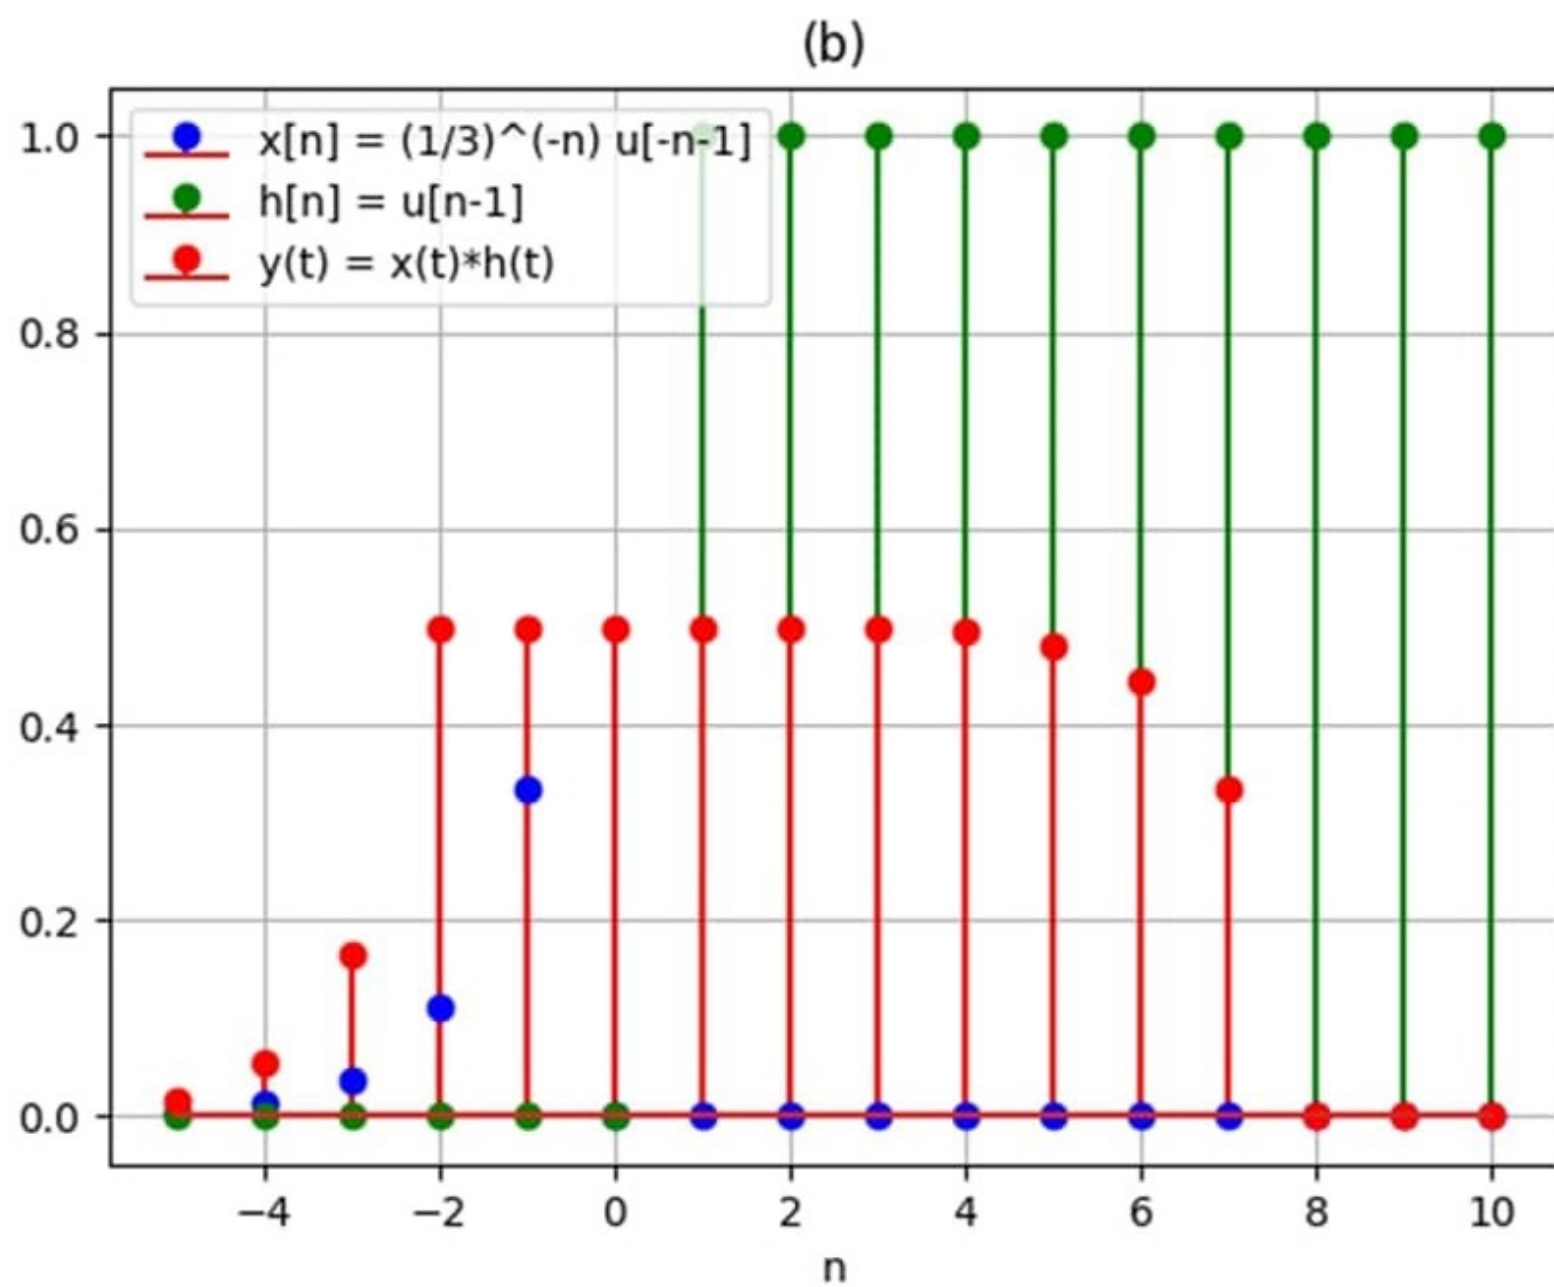 (b)
x[n] = (1/3)^(-n) u[-n-1]
h[n] = u[n-1]
y(t) = x(t)*h(t)
1.0
0.8
0.6
0.4
0.2
0.0
−4 −2 0 2 4 6 8 10
n